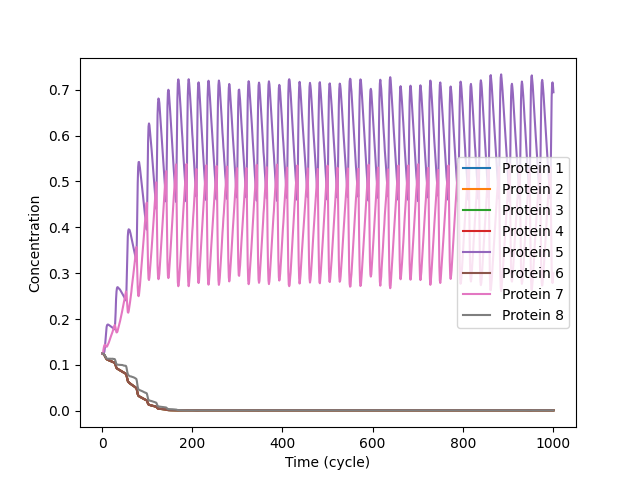 0.7
0.6
0.5
0.4
0.3
0.2
0.1
0.0
Concentration
0
200
400
600
800
1000
Time (cycle)
Protein 1
Protein 2
Protein 3
Protein 4
Protein 5
Protein 6
Protein 7
Protein 8